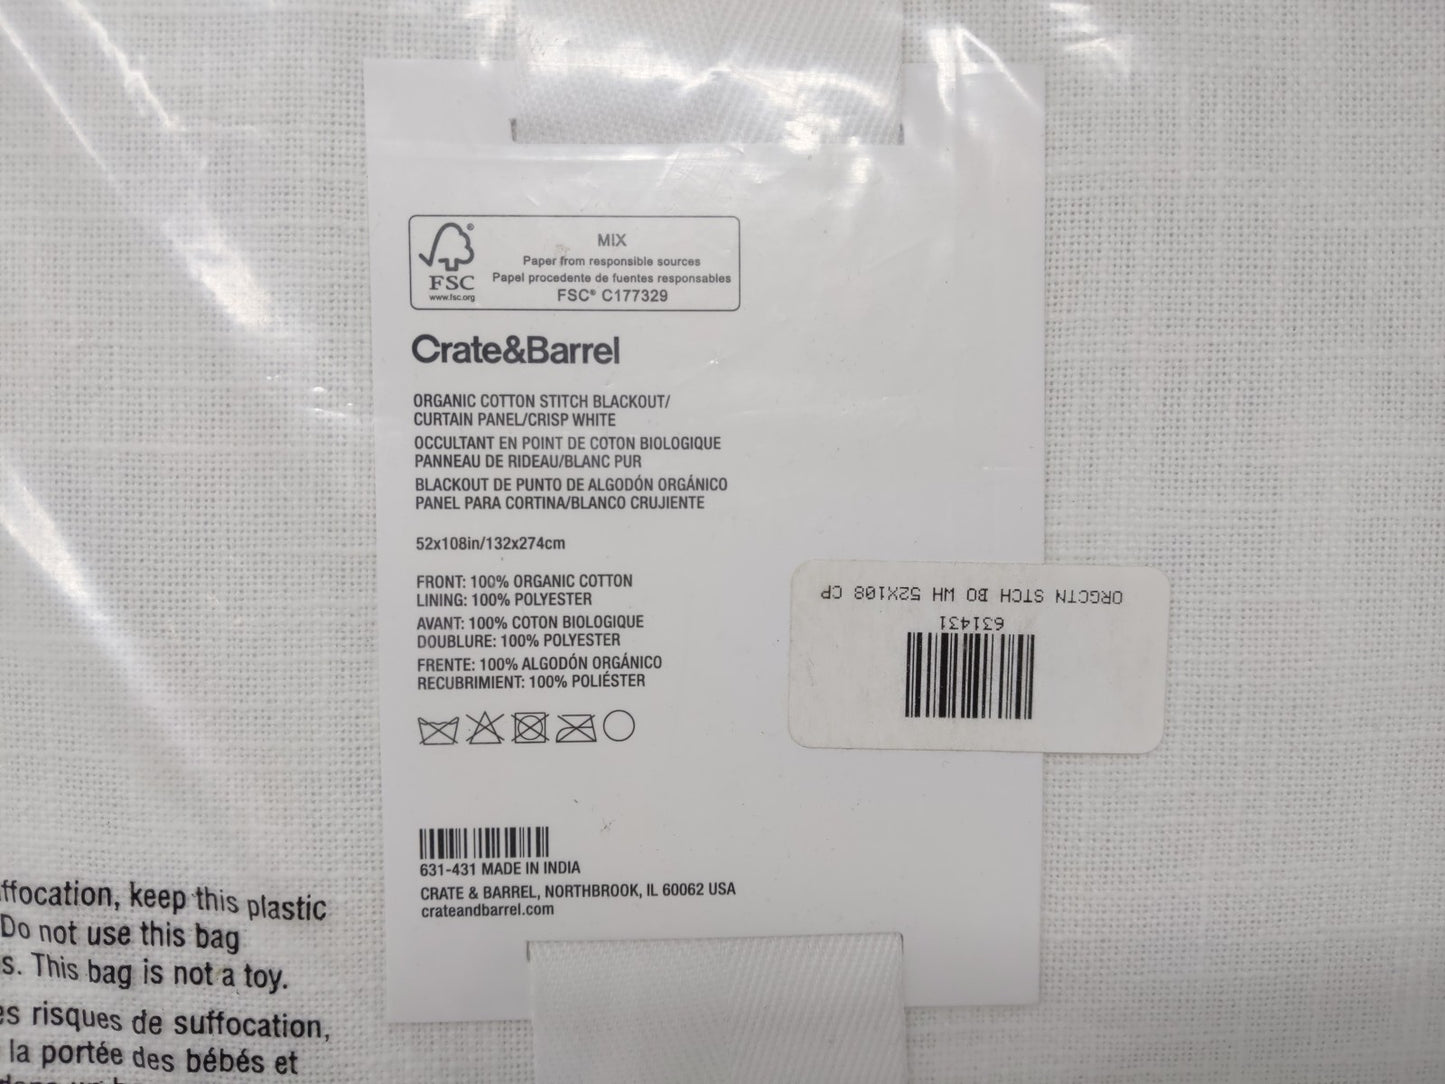 FSC®
www.fsc.org
MIX
Paper from responsible sources
Papel procedente de fuentes responsables
FSC® C177329
Crate&Barrel
ORGANIC COTTON STITCH BLACKOUT/
CURTAIN PANEL/CRISP WHITE
OCCULTANT EN POINT DE COTON BIOLOGIQUE
PANNEAU DE RIDEAU/BLANC PUR
BLACKOUT DE PUNTO DE ALGODÓN ORGÁNICO
PANEL PARA CORTINA/BLANCO CRUJIENTE
52x108in/132x274cm
FRONT: 100% ORGANIC COTTON
LINING: 100% POLYESTER
AVANT: 100% COTON BIOLOGIQUE
DOUBLURE: 100% POLYESTER
FRENTE: 100% ALGODÓN ORGÁNICO
RECUBRIMIENT: 100% POLIÉSTER
631-431 MADE IN INDIA
CRATE & BARREL, NORTHBROOK, IL 60062 USA
crateandbarrel.com
ORGCTN STCH BO WH 52X108 CP
631431
ffocation, keep this plastic
Do not use this bag
s. This bag is not a toy.
es risques de suffocation,
la portée des bébés et